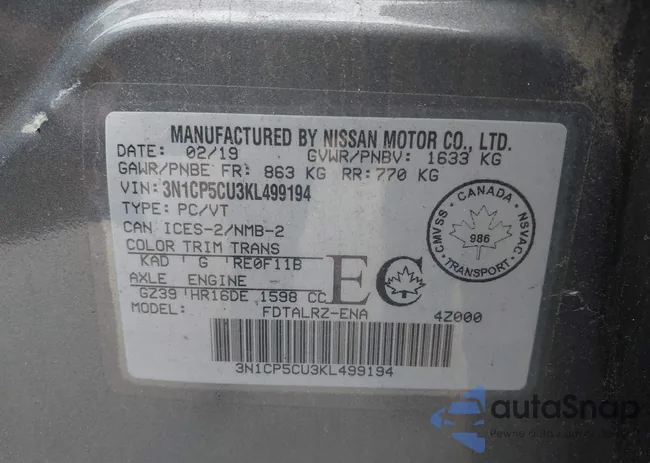 MANUFACTURED BY NISSAN MOTOR CO., LTD.
DATE: 02/19 GVWR/PNBV: 1633 KG
GAWR/PNBE FR: 863 KG RR: 770 KG
VIN: 3N1CP5CU3KL499194
TYPE: PC/VT
CAN ICES-2/NMB-2
COLOR TRIM TRANS
KAD G RE0F11B
AXLE ENGINE
GZ39 HR16DE 1598 CC
MODEL: FDTALRZ-ENA 4Z000
EC
CANADA
CMVSS NSVAC
986
TRANSPORT
3N1CP5CU3KL499194
autoSnap
Pewne auto z